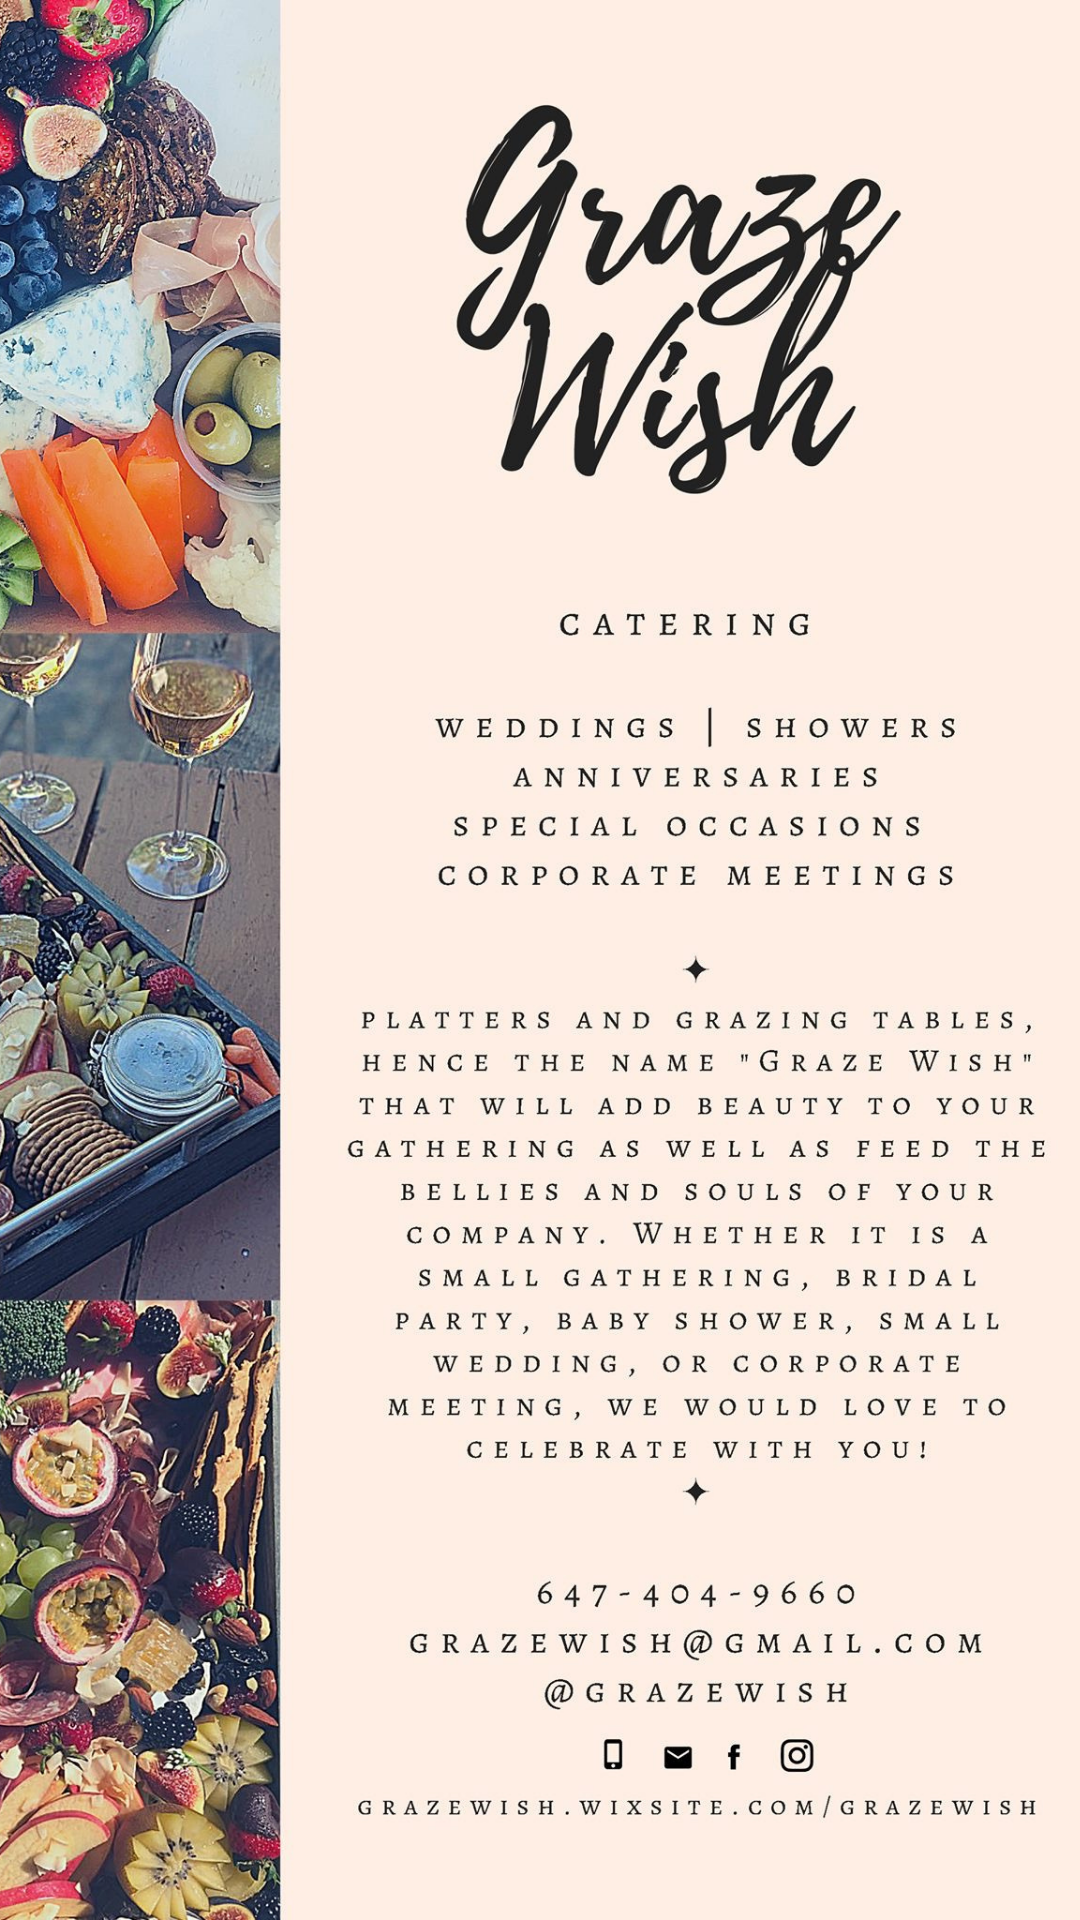 Graze
Wish
CATERING
WEDDINGS | SHOWERS
ANNIVERSARIES
SPECIAL OCCASIONS
CORPORATE MEETINGS
PLATTERS AND GRAZING TABLES,
HENCE THE NAME "GRAZE WISH"
THAT WILL ADD BEAUTY TO YOUR
GATHERING AS WELL AS FEED THE
BELLIES AND SOULS OF YOUR
COMPANY. WHETHER IT IS A
SMALL GATHERING, BRIDAL
PARTY, BABY SHOWER, SMALL
WEDDING, OR CORPORATE
MEETING, WE WOULD LOVE TO
CELEBRATE WITH YOU!
647-404-9660
GRAZEWISH@GMAIL.COM
@GRAZEWISH
GRAZEWISH.WIXSITE.COM/GRAZEWISH